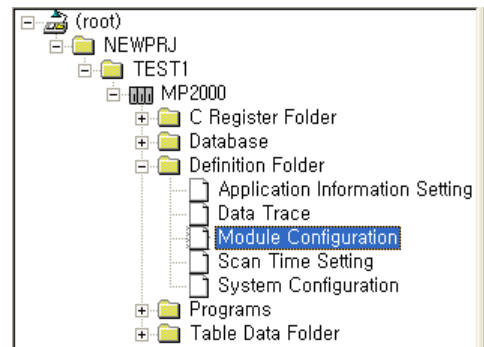 (root)
NEWPRJ
TEST1
MP2000
C Register Folder
Database
Definition Folder
Application Information Setting
Data Trace
Module Configuration
Scan Time Setting
System Configuration
Programs
Table Data Folder